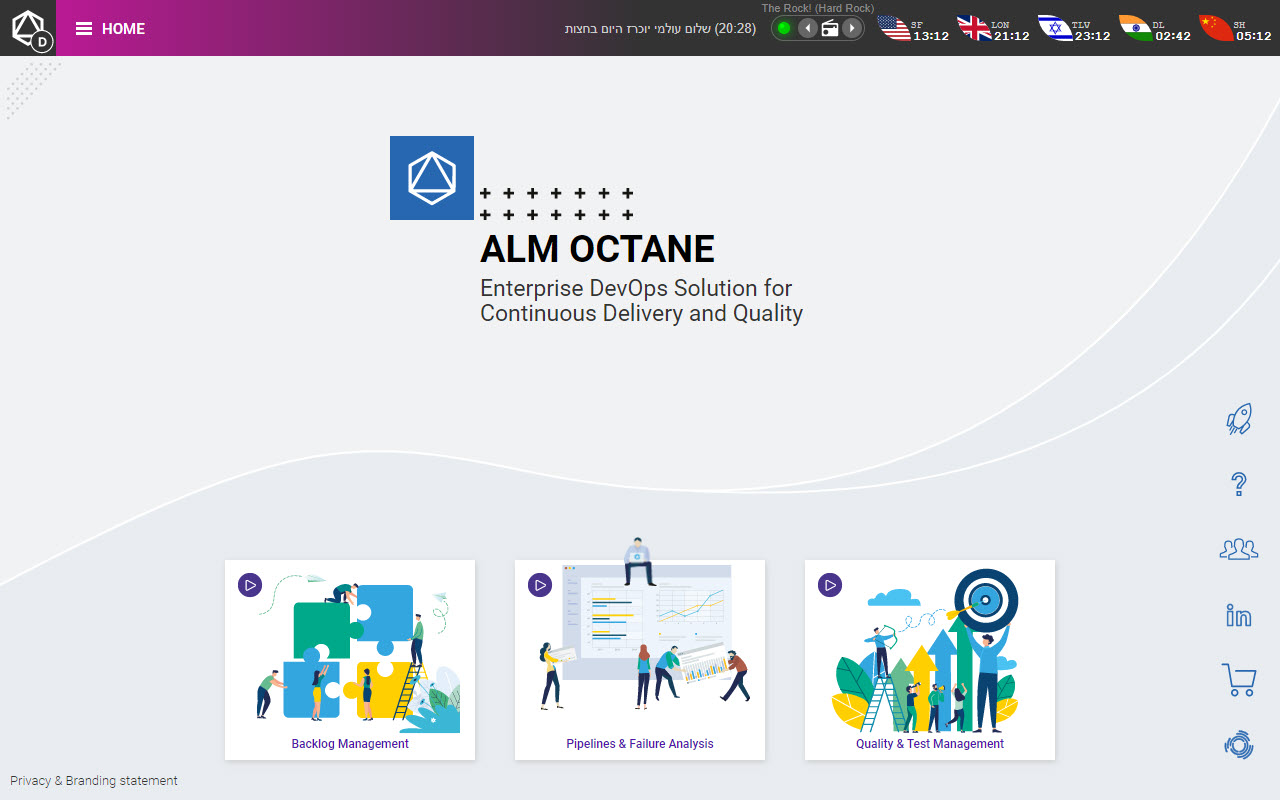 The Rock! (Hard Rock)
D
HOME
(20:28) שלום עולמי יוכרז היום בחצות
SF
13:12
LON
21:12
TLV
23:12
DL
02:42
SH
05:12
ALM OCTANE
Enterprise DevOps Solution for
Continuous Delivery and Quality
Backlog Management
Pipelines & Failure Analysis
Quality & Test Management
Privacy & Branding statement